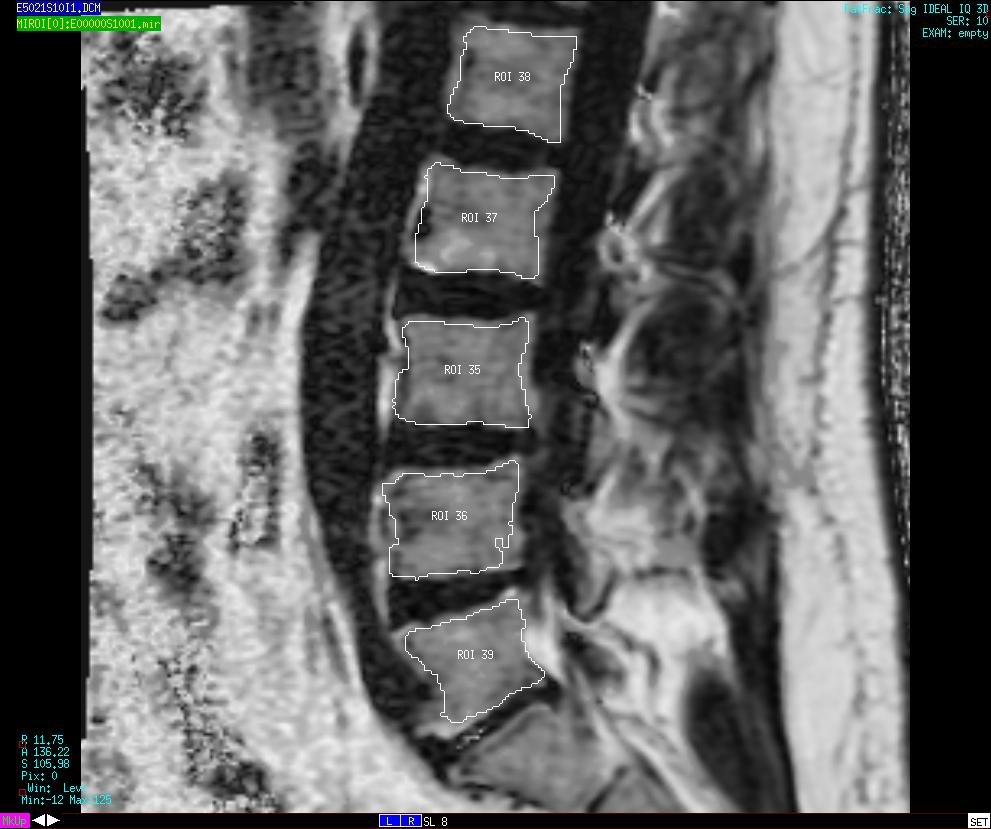 E5021S10I1.DCM
MIROI[0]:E00000S1001.mir
FatFrac: Sag IDEAL IQ 3D
SER: 10
EXAM: empty
ROI 38
ROI 37
ROI 35
ROI 36
ROI 39
R 11.75
A 136.22
S 105.98
Pix: 0
Win: Lev:
Min:-12 Max:125
MkUp
L R SL 8
SET